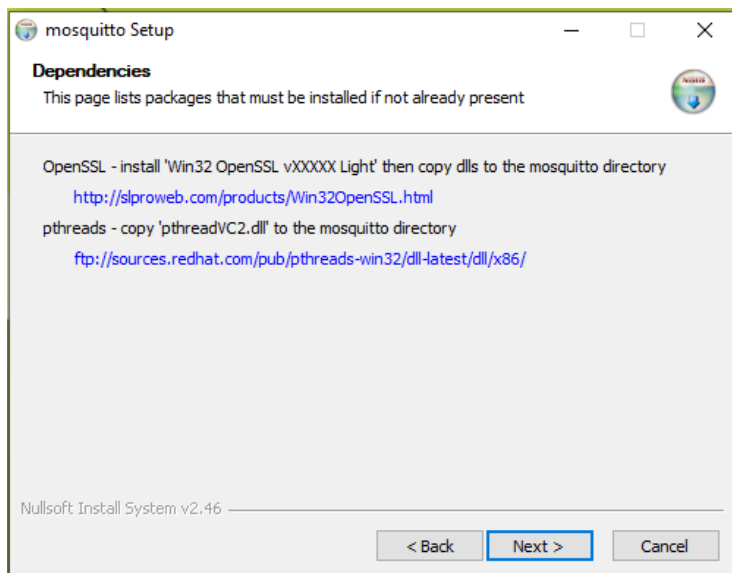 mosquitto Setup
Dependencies
This page lists packages that must be installed if not already present
OpenSSL - install 'Win32 OpenSSL vXXXXX Light' then copy dlls to the mosquitto directory
http://slproweb.com/products/Win32OpenSSL.html
pthreads - copy 'pthreadVC2.dll' to the mosquitto directory
ftp://sources.redhat.com/pub/pthreads-win32/dll-latest/dll/x86/
Nullsoft Install System v2.46
< Back
Next >
Cancel